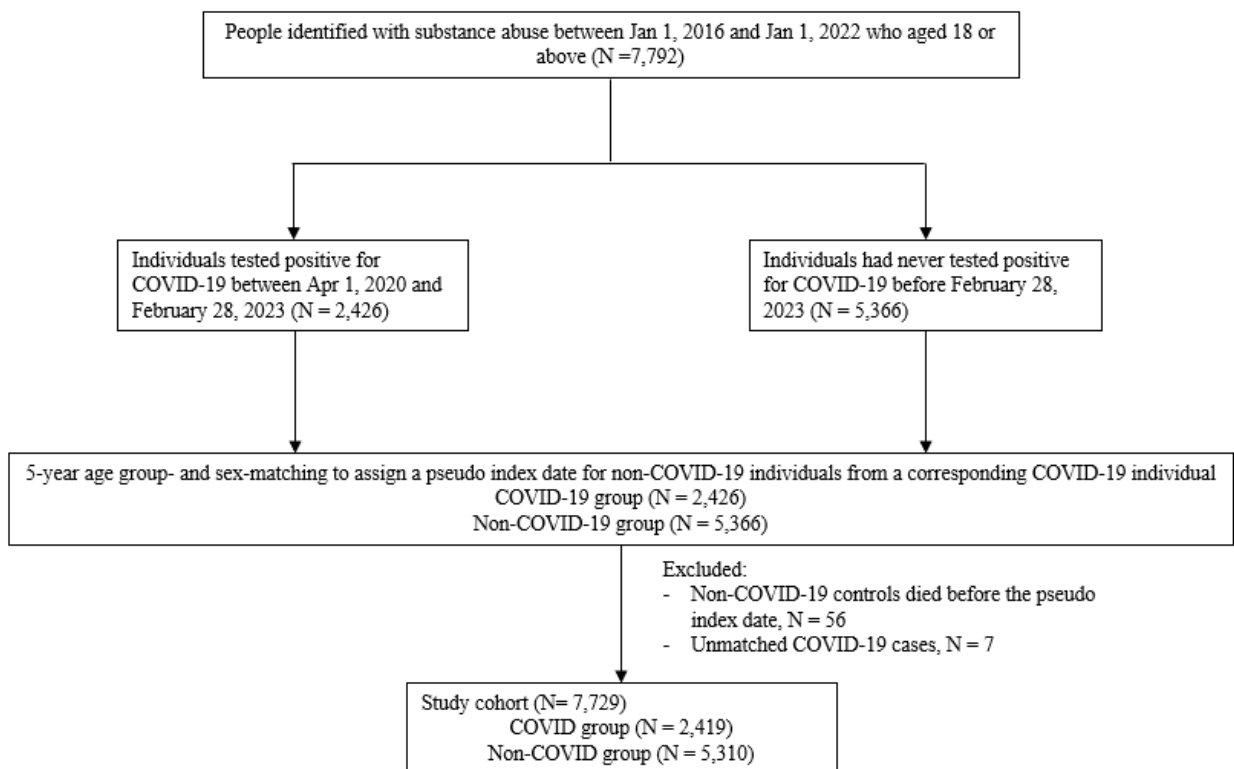 People identified with substance abuse between Jan 1, 2016 and Jan 1, 2022 who aged 18 or
above (N =7,792)
Individuals tested positive for
COVID-19 between Apr 1, 2020 and
February 28, 2023 (N = 2,426)
Individuals had never tested positive
for COVID-19 before February 28,
2023 (N = 5,366)
5-year age group- and sex-matching to assign a pseudo index date for non-COVID-19 individuals from a corresponding COVID-19 individual
COVID-19 group (N = 2,426)
Non-COVID-19 group (N = 5,366)
Excluded:
- Non-COVID-19 controls died before the pseudo
index date, N = 56
- Unmatched COVID-19 cases, N = 7
Study cohort (N= 7,729)
COVID group (N = 2,419)
Non-COVID group (N = 5,310)